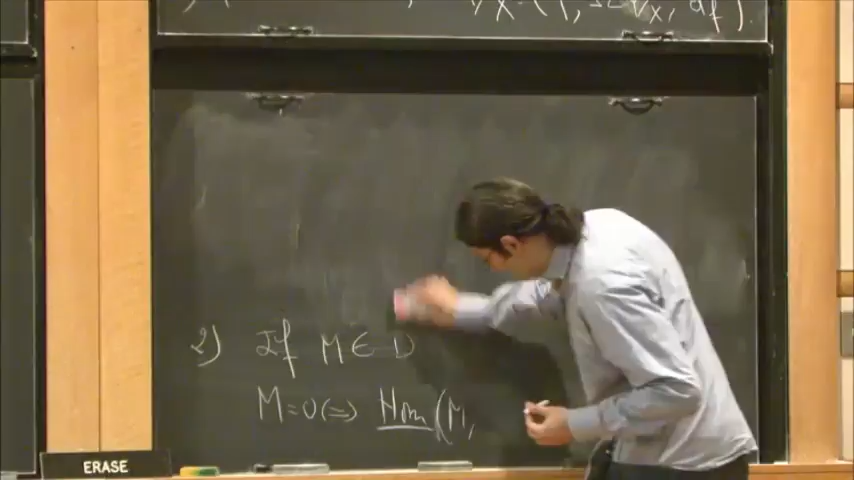 2) If M ∈ D
M=0 (⇒ Hom (M,
ERASE